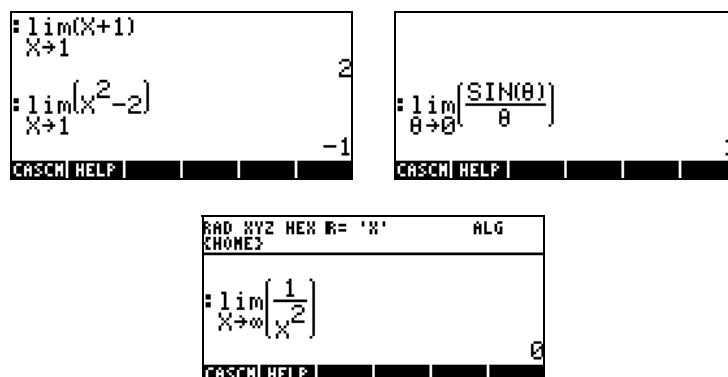 :lim(X+1)
X→1
2
:lim(X²-2)
X→1
-1
CASCM HELP
:lim(SIN(θ)/θ)
θ→0
1
CASCM HELP
RAD XYZ HEX R= 'X' ALG
{HOME}
:lim(1/X²)
X→∞
0
CASCM HELP